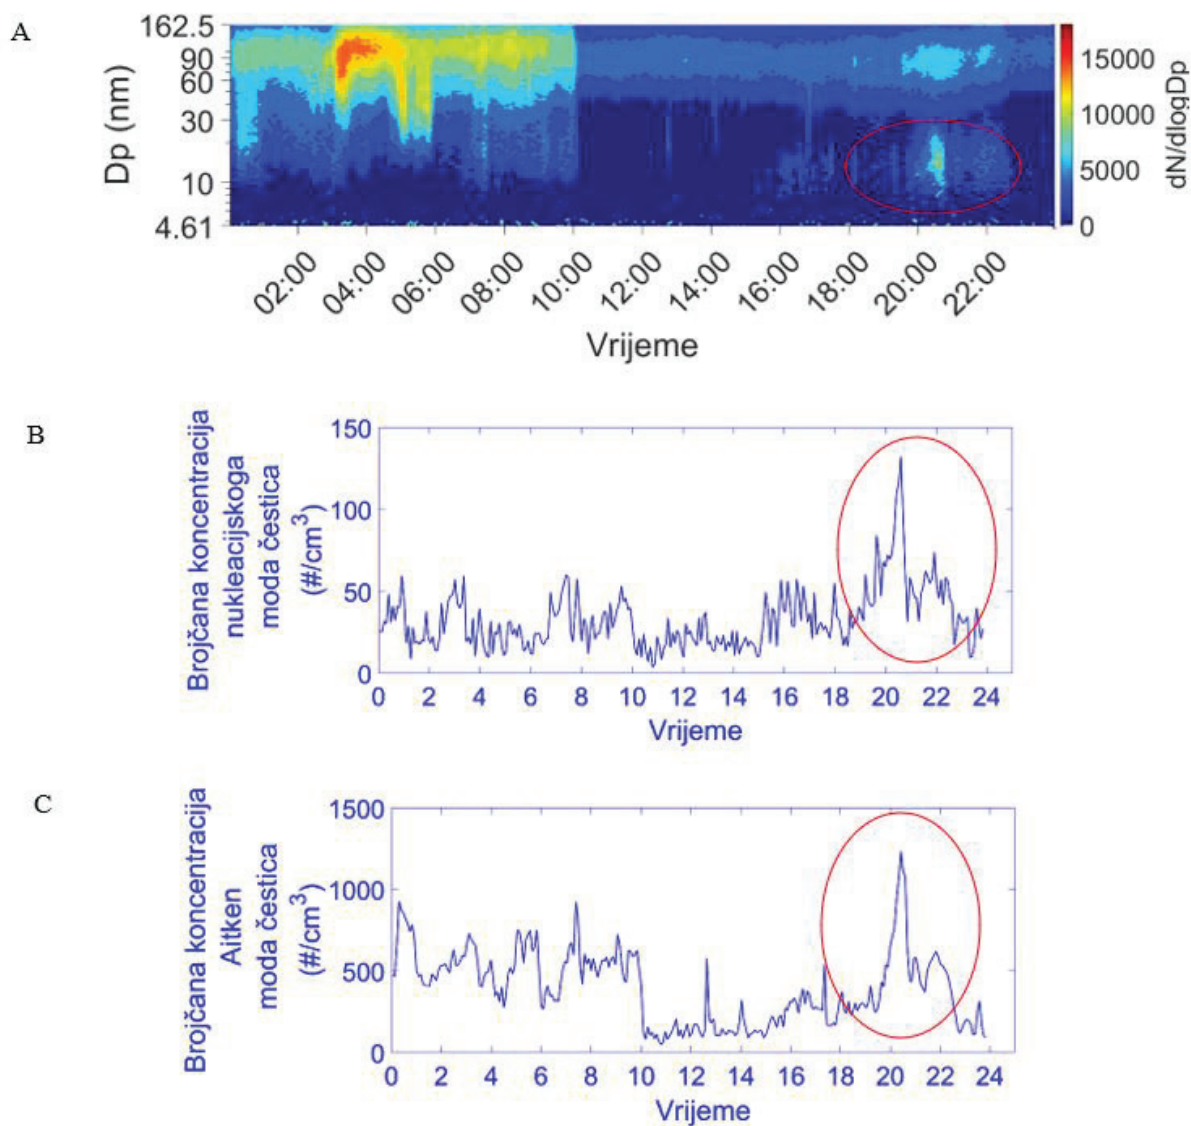 A
162.5
90
60
30
10
4.61
Dp (nm)
02:00 04:00 06:00 08:00 10:00 12:00 14:00 16:00 18:00 20:00 22:00
Vrijeme
15000
10000
5000
0
dN/dlogDp
B
Brojčana koncentracija
nukleacijskoga
moda čestica
(#/cm³)
150
100
50
0
0 2 4 6 8 10 12 14 16 18 20 22 24
Vrijeme
C
Brojčana koncentracija
Aitken
moda čestica
(#/cm³)
1500
1000
500
0
0 2 4 6 8 10 12 14 16 18 20 22 24
Vrijeme